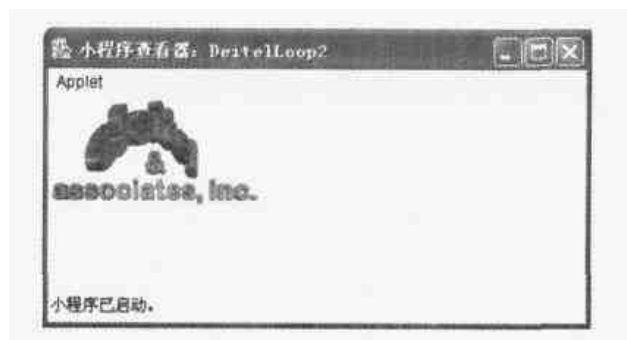 小程序查看器: DeitelLoop2
Applet
&
associates, inc.
小程序已启动。